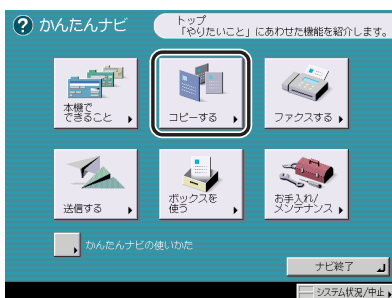 かんたんナビ
トップ
「やりたいこと」にあわせた機能を紹介します。
本機で
できること
コピーする
ファクスする
送信する
ボックスを
使う
お手入れ/
メンテナンス
かんたんナビの使いかた
ナビ終了
システム状況/中止